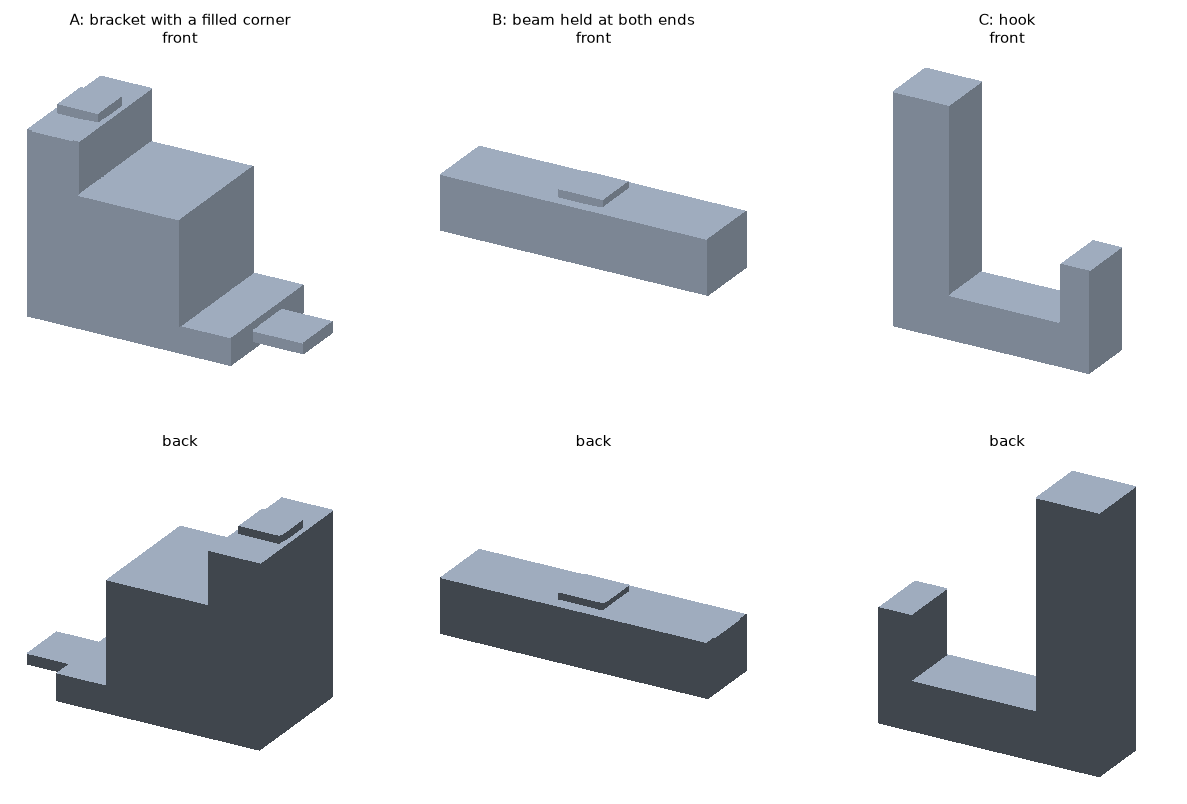 A: bracket with a filled corner
front
B: beam held at both ends
front
C: hook
front
back
back
back